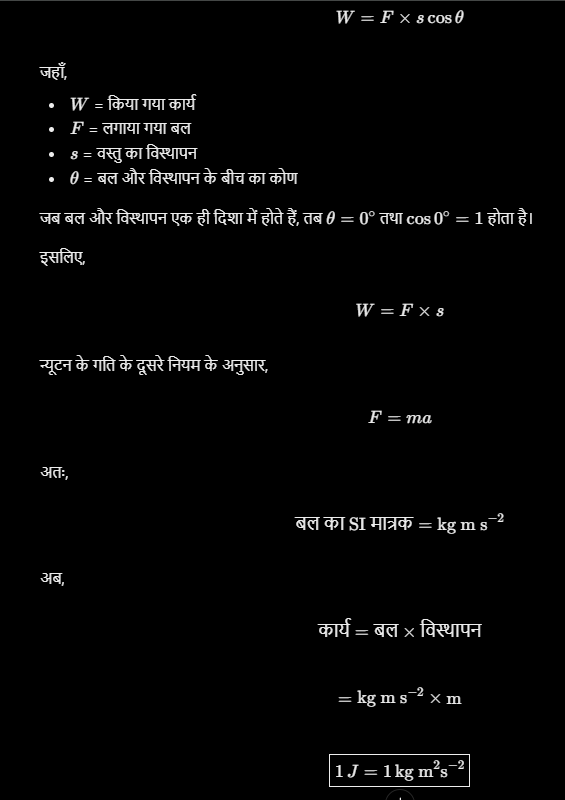 W = F × s cos θ
जहाँ,
• W = किया गया कार्य
• F = लगाया गया बल
• s = वस्तु का विस्थापन
• θ = बल और विस्थापन के बीच का कोण
जब बल और विस्थापन एक ही दिशा में होते हैं, तब θ = 0° तथा cos 0° = 1 होता है।
इसलिए,
W = F × s
न्यूटन के गति के दूसरे नियम के अनुसार,
F = ma
अतः,
बल का SI मात्रक = kg m s⁻²
अब,
कार्य = बल × विस्थापन
= kg m s⁻² × m
1 J = 1 kg m²s⁻²